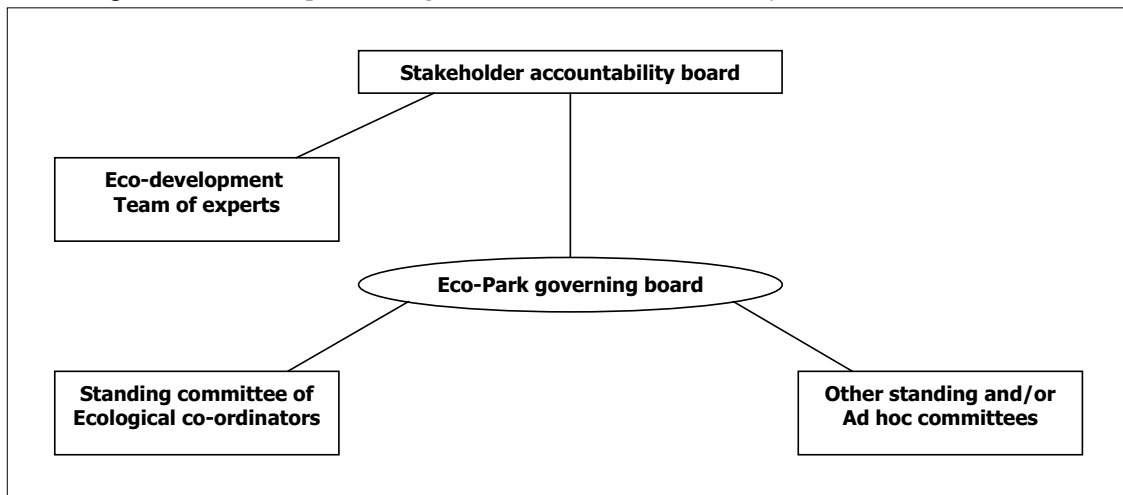 Stakeholder accountability board
Eco-development
Team of experts
Eco-Park governing board
Standing committee of
Ecological co-ordinators
Other standing and/or
Ad hoc committees